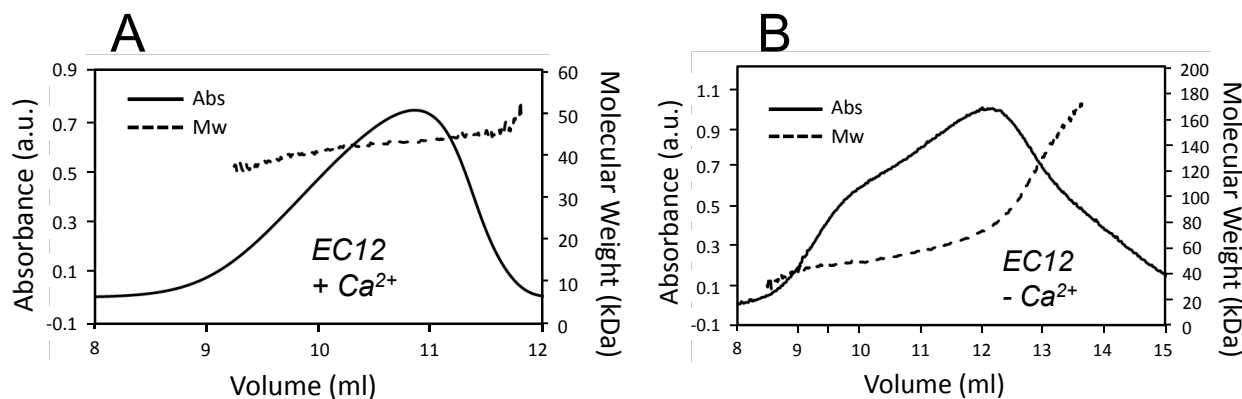 A
0.9
0.7
0.5
0.3
0.1
-0.1
Absorbance (a.u.)
Abs
Mw
EC12
+ Ca²⁺
60
50
40
30
20
10
0
Molecular Weight (kDa)
8 9 10 11 12
Volume (ml)
B
1.1
0.9
0.7
0.5
0.3
0.1
-0.1
Absorbance (a.u.)
Abs
Mw
EC12
- Ca²⁺
200
180
160
140
120
100
80
60
40
20
0
Molecular Weight (kDa)
8 9 10 11 12 13 14 15
Volume (ml)